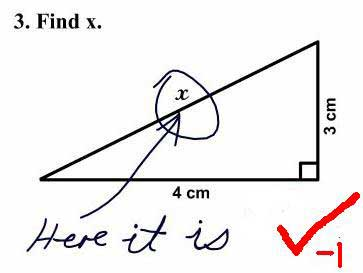 3. Find x.
x
3 cm
4 cm
Here it is
-1